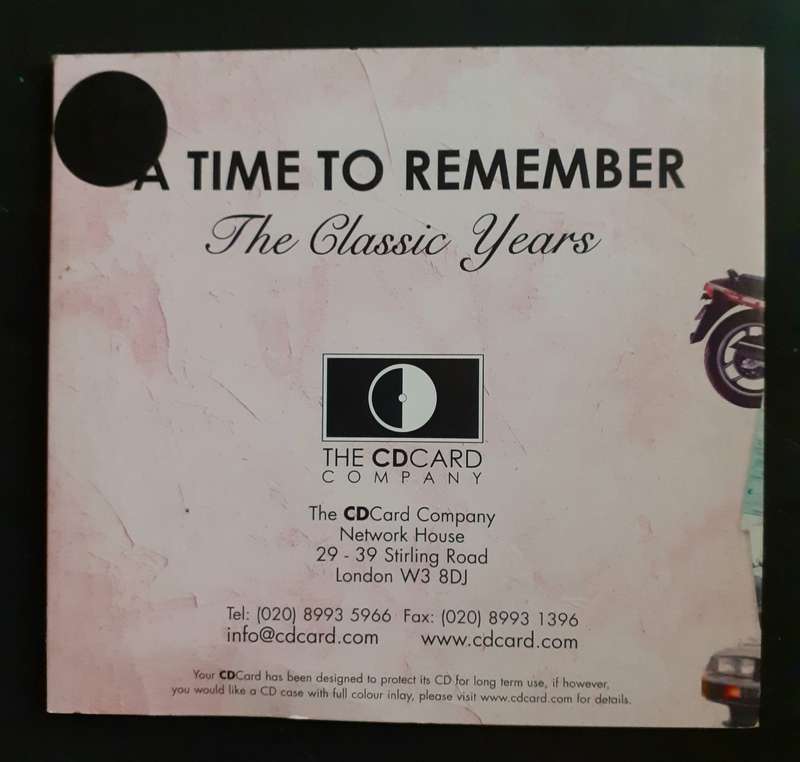 A TIME TO REMEMBER
The Classic Years
THE CDCARD
COMPANY
The CDCard Company
Network House
29 - 39 Stirling Road
London W3 8DJ
Tel: (020) 8993 5966 Fax: (020) 8993 1396
info@cdcard.com www.cdcard.com
Your CDCard has been designed to protect its CD for long term use, if however,
you would like a CD case with full colour inlay, please visit www.cdcard.com for details.